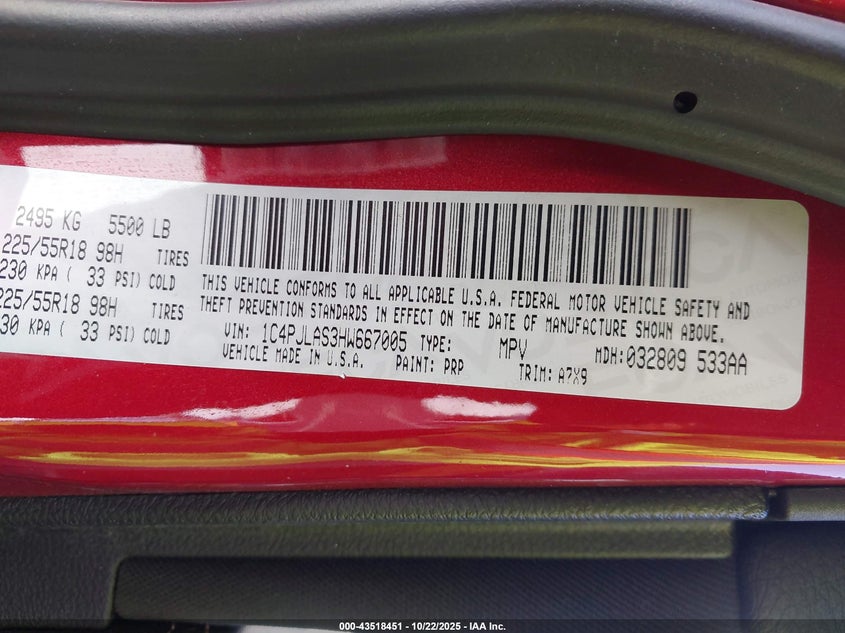 2495 KG 5500 LB
225/55R18 98H TIRES
230 KPA ( 33 PSI) COLD
225/55R18 98H TIRES
30 KPA ( 33 PSI) COLD
THIS VEHICLE CONFORMS TO ALL APPLICABLE U.S.A. FEDERAL MOTOR VEHICLE SAFETY AND
THEFT PREVENTION STANDARDS IN EFFECT ON THE DATE OF MANUFACTURE SHOWN ABOVE.
VIN: 1C4PJLAS3HW667005 TYPE: MPV MDH:032809 533AA
VEHICLE MADE IN U.S.A. PAINT: PRP TRIM: A7X9
000-43518451 - 10/22/2025 - IAA Inc.